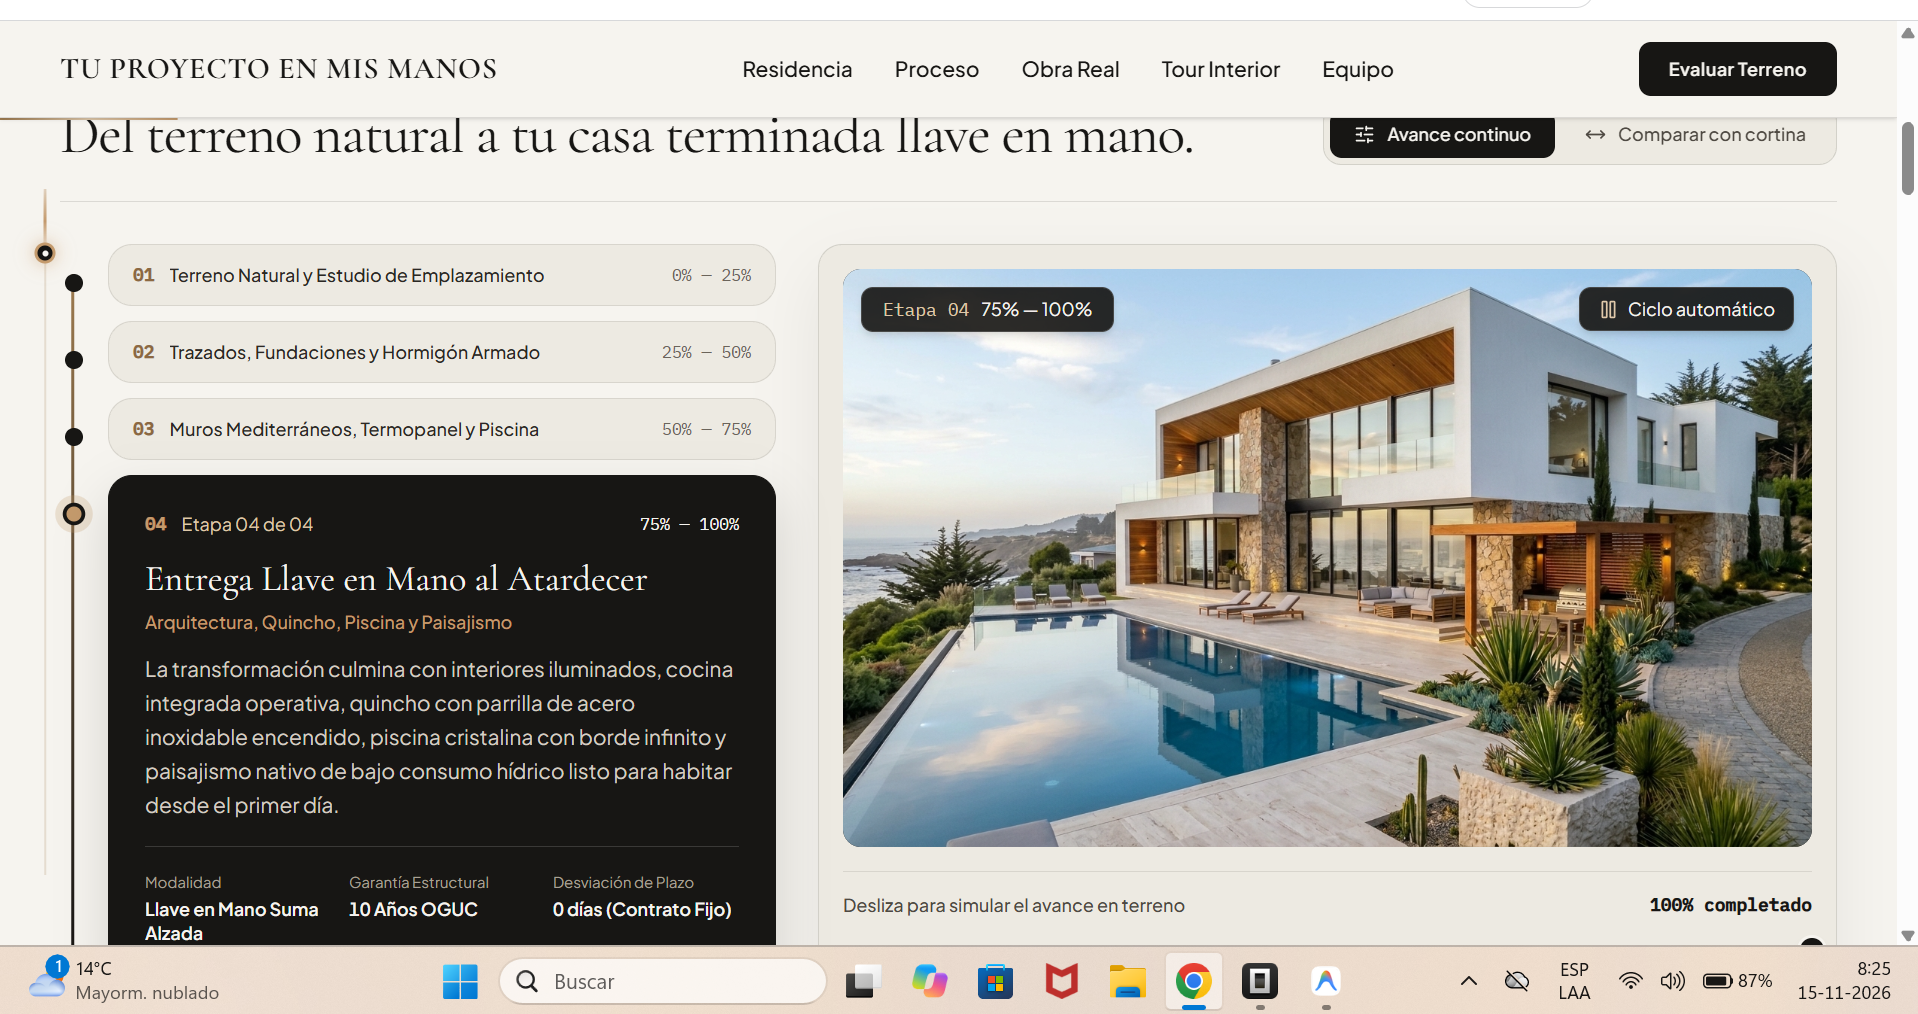 TU PROYECTO EN MIS MANOS
Residencia
Proceso
Obra Real
Tour Interior
Equipo
Evaluar Terreno
Del terreno natural a tu casa terminada llave en mano.
Avance continuo
Comparar con cortina
01 Terreno Natural y Estudio de Emplazamiento 0% — 25%
02 Trazados, Fundaciones y Hormigón Armado 25% — 50%
03 Muros Mediterráneos, Termopanel y Piscina 50% — 75%
04 Etapa 04 de 04 75% — 100%
Entrega Llave en Mano al Atardecer
Arquitectura, Quincho, Piscina y Paisajismo
La transformación culmina con interiores iluminados, cocina
integrada operativa, quincho con parrilla de acero
inoxidable encendido, piscina cristalina con borde infinito y
paisajismo nativo de bajo consumo hídrico listo para habitar
desde el primer día.
Modalidad
Llave en Mano Suma
Alzada
Garantía Estructural
10 Años OGUC
Desviación de Plazo
0 días (Contrato Fijo)
Etapa 04 75% — 100%
Ciclo automático
Desliza para simular el avance en terreno
100% completado
1
14°C
Mayorm. nublado
Buscar
ESP
LAA
87%
8:25
15-11-2026